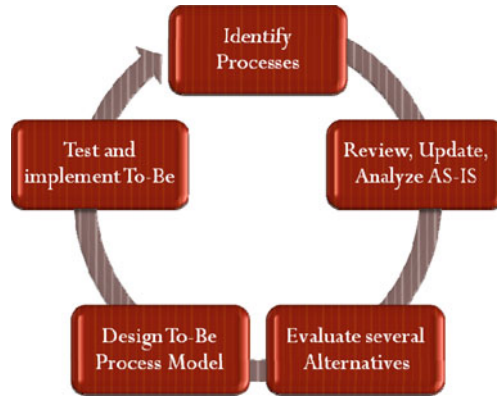 Identify
Processes
Review, Update,
Analyze AS-IS
Evaluate several
Alternatives
Design To-Be
Process Model
Test and
implement To-Be